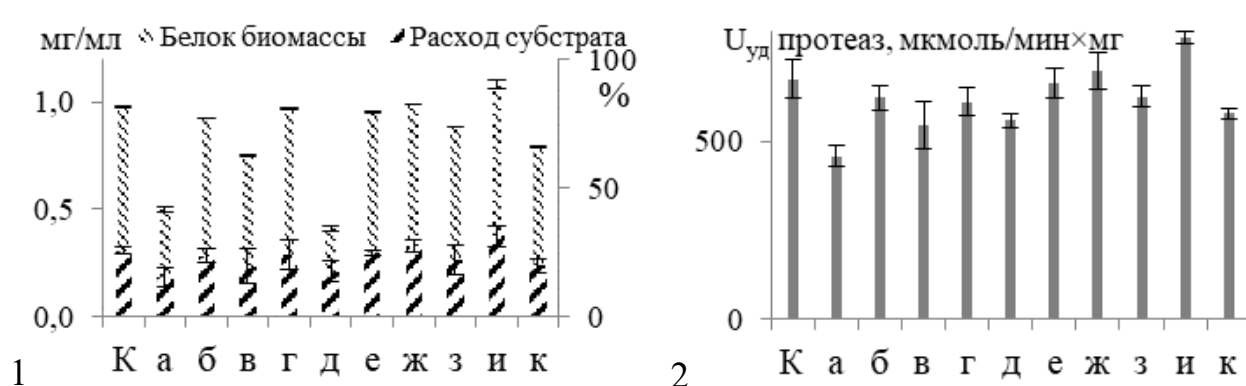 мг/мл Белок биомассы Расход субстрата
100
%
1,0
50
0,5
0,0
0
К а б в г д е ж з и к
1
Uуд протеаз, мкмоль/мин×мг
500
0
К а б в г д е ж з и к
2